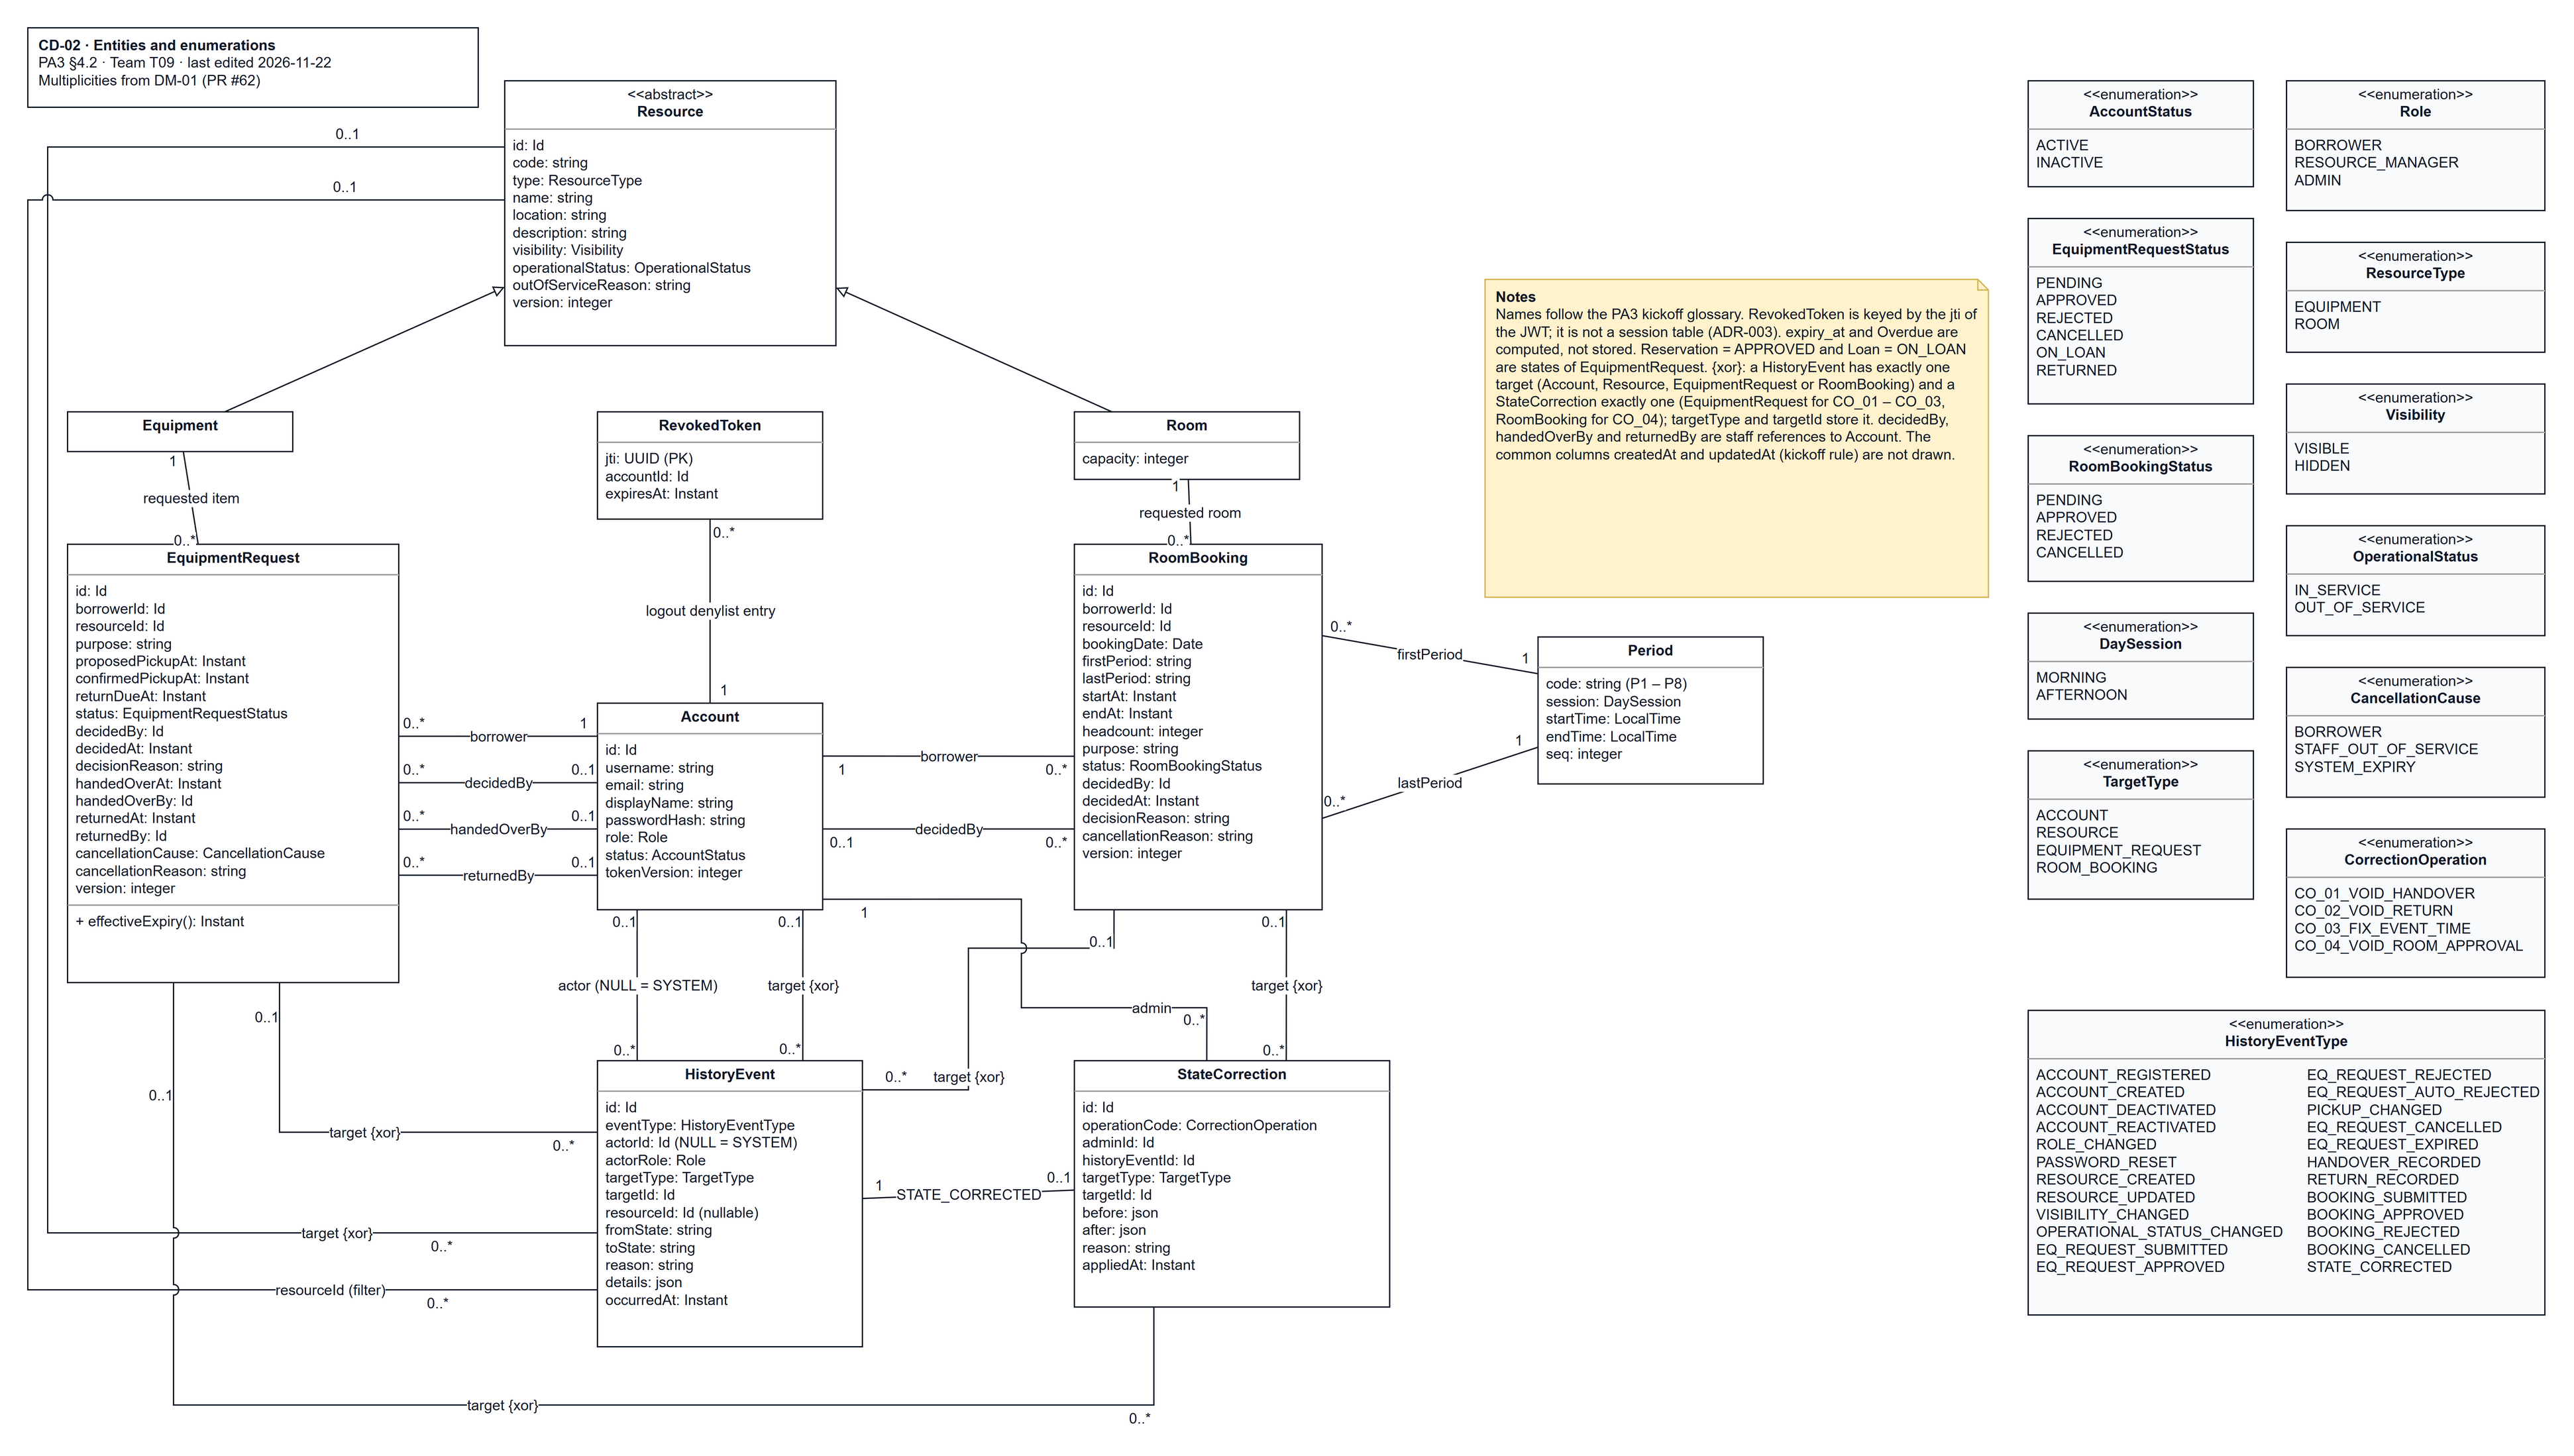 CD-02 · Entities and enumerations
PA3 §4.2 · Team T09 · last edited 2026-11-22
Multiplicities from DM-01 (PR #62)
<<abstract>>
Resource
id: Id
code: string
type: ResourceType
name: string
location: string
description: string
visibility: Visibility
operationalStatus: OperationalStatus
outOfServiceReason: string
version: integer
0..1
0..1
Equipment
1
requested item
0..*
RevokedToken
jti: UUID (PK)
accountId: Id
expiresAt: Instant
0..*
logout denylist entry
1
Room
capacity: integer
1
requested room
0..*
Notes
Names follow the PA3 kickoff glossary. RevokedToken is keyed by the jti of
the JWT; it is not a session table (ADR-003). expiry_at and Overdue are
computed, not stored. Reservation = APPROVED and Loan = ON_LOAN
are states of EquipmentRequest. {xor}: a HistoryEvent has exactly one
target (Account, Resource, EquipmentRequest or RoomBooking) and a
StateCorrection exactly one (EquipmentRequest for CO_01 – CO_03,
RoomBooking for CO_04); targetType and targetId store it. decidedBy,
handedOverBy and returnedBy are staff references to Account. The
common columns createdAt and updatedAt (kickoff rule) are not drawn.
EquipmentRequest
id: Id
borrowerId: Id
resourceId: Id
purpose: string
proposedPickupAt: Instant
confirmedPickupAt: Instant
returnDueAt: Instant
status: EquipmentRequestStatus
decidedBy: Id
decidedAt: Instant
decisionReason: string
handedOverAt: Instant
handedOverBy: Id
returnedAt: Instant
returnedBy: Id
cancellationCause: CancellationCause
cancellationReason: string
version: integer
+ effectiveExpiry(): Instant
0..*
borrower
1
0..*
decidedBy
0..1
0..*
handedOverBy
0..1
0..*
returnedBy
0..1
Account
id: Id
username: string
email: string
displayName: string
passwordHash: string
role: Role
status: AccountStatus
tokenVersion: integer
1
borrower
0..*
0..1
decidedBy
0..*
RoomBooking
id: Id
borrowerId: Id
resourceId: Id
bookingDate: Date
firstPeriod: string
lastPeriod: string
startAt: Instant
endAt: Instant
headcount: integer
purpose: string
status: RoomBookingStatus
decidedBy: Id
decidedAt: Instant
decisionReason: string
cancellationReason: string
version: integer
0..*
firstPeriod
1
0..*
lastPeriod
1
Period
code: string (P1 – P8)
session: DaySession
startTime: LocalTime
endTime: LocalTime
seq: integer
0..1
actor (NULL = SYSTEM)
0..*
0..1
target {xor}
0..*
1
admin
0..*
0..1
target {xor}
0..*
0..1
target {xor}
0..*
0..1
target {xor}
0..*
0..1
target {xor}
0..*
resourceId (filter)
0..*
target {xor}
0..*
HistoryEvent
id: Id
eventType: HistoryEventType
actorId: Id (NULL = SYSTEM)
actorRole: Role
targetType: TargetType
targetId: Id
resourceId: Id (nullable)
fromState: string
toState: string
reason: string
details: json
occurredAt: Instant
1
STATE_CORRECTED
0..1
StateCorrection
id: Id
operationCode: CorrectionOperation
adminId: Id
historyEventId: Id
targetType: TargetType
targetId: Id
before: json
after: json
reason: string
appliedAt: Instant
<<enumeration>>
AccountStatus
ACTIVE
INACTIVE
<<enumeration>>
EquipmentRequestStatus
PENDING
APPROVED
REJECTED
CANCELLED
ON_LOAN
RETURNED
<<enumeration>>
RoomBookingStatus
PENDING
APPROVED
REJECTED
CANCELLED
<<enumeration>>
DaySession
MORNING
AFTERNOON
<<enumeration>>
TargetType
ACCOUNT
RESOURCE
EQUIPMENT_REQUEST
ROOM_BOOKING
<<enumeration>>
Role
BORROWER
RESOURCE_MANAGER
ADMIN
<<enumeration>>
ResourceType
EQUIPMENT
ROOM
<<enumeration>>
Visibility
VISIBLE
HIDDEN
<<enumeration>>
OperationalStatus
IN_SERVICE
OUT_OF_SERVICE
<<enumeration>>
CancellationCause
BORROWER
STAFF_OUT_OF_SERVICE
SYSTEM_EXPIRY
<<enumeration>>
CorrectionOperation
CO_01_VOID_HANDOVER
CO_02_VOID_RETURN
CO_03_FIX_EVENT_TIME
CO_04_VOID_ROOM_APPROVAL
<<enumeration>>
HistoryEventType
ACCOUNT_REGISTERED
ACCOUNT_CREATED
ACCOUNT_DEACTIVATED
ACCOUNT_REACTIVATED
ROLE_CHANGED
PASSWORD_RESET
RESOURCE_CREATED
RESOURCE_UPDATED
VISIBILITY_CHANGED
OPERATIONAL_STATUS_CHANGED
EQ_REQUEST_SUBMITTED
EQ_REQUEST_APPROVED
EQ_REQUEST_REJECTED
EQ_REQUEST_AUTO_REJECTED
PICKUP_CHANGED
EQ_REQUEST_CANCELLED
EQ_REQUEST_EXPIRED
HANDOVER_RECORDED
RETURN_RECORDED
BOOKING_SUBMITTED
BOOKING_APPROVED
BOOKING_REJECTED
BOOKING_CANCELLED
STATE_CORRECTED